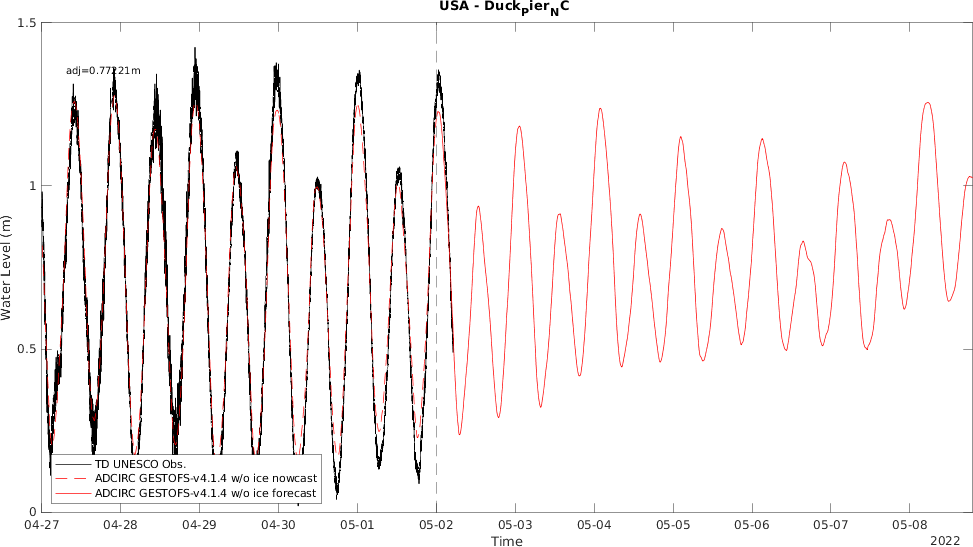 USA - DuckPierNC
1.5
adj=0.77221m
1
Water Level (m)
0.5
TD UNESCO Obs.
ADCIRC GESTOFS-v4.1.4 w/o ice nowcast
ADCIRC GESTOFS-v4.1.4 w/o ice forecast
0
04-27 04-28 04-29 04-30 05-01 05-02 05-03 05-04 05-05 05-06 05-07 05-08
Time
2022